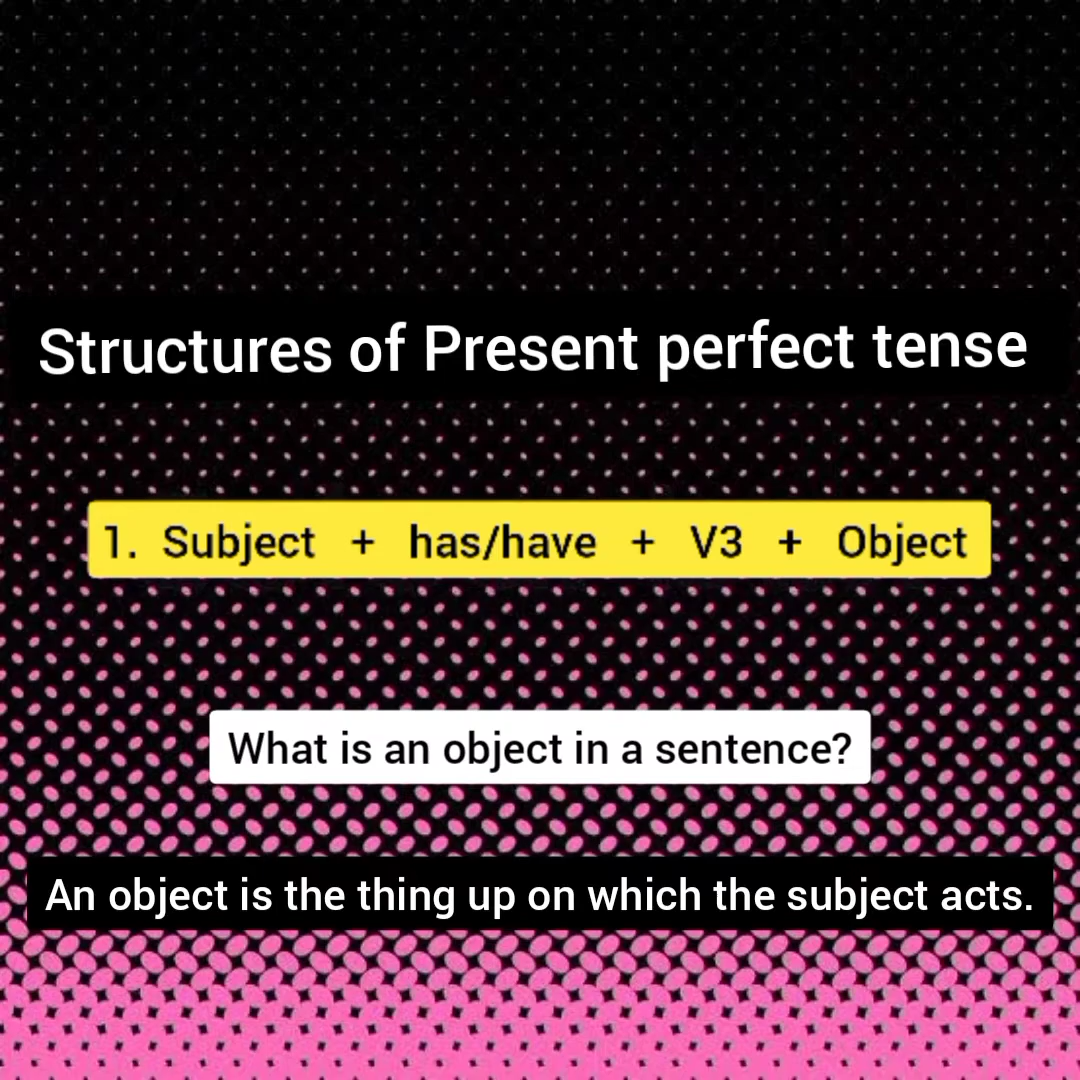 Structures of Present perfect tense
1. Subject + has/have + V3 + Object
What is an object in a sentence?
An object is the thing up on which the subject acts.